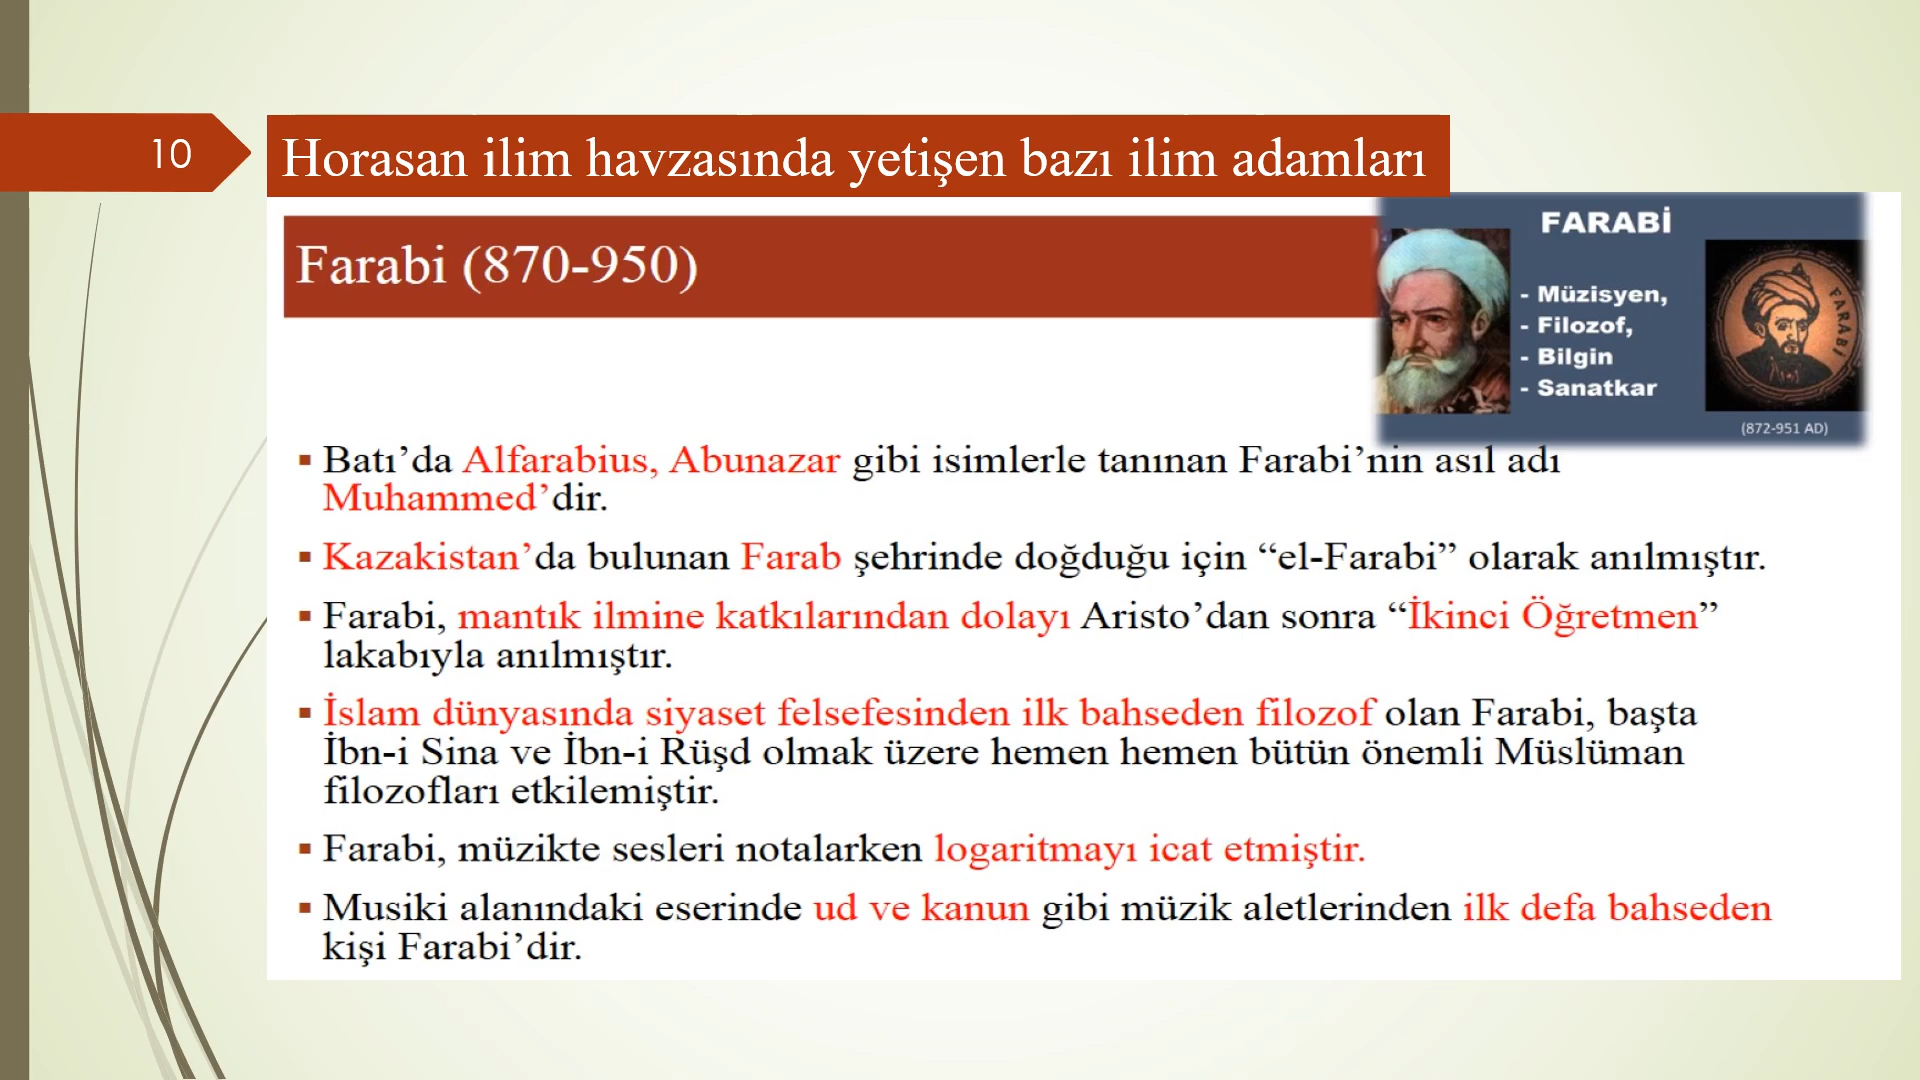 10
Horasan ilim havzasında yetişen bazı ilim adamları
Farabi (870-950)
FARABİ
- Müzisyen,
- Filozof,
- Bilgin
- Sanatkar
FARABİ
(872-951 AD)
▪ Batı’da Alfarabius, Abunazar gibi isimlerle tanınan Farabi’nin asıl adı
Muhammed’dir.
▪ Kazakistan’da bulunan Farab şehrinde doğduğu için “el-Farabi” olarak anılmıştır.
▪ Farabi, mantık ilmine katkılarından dolayı Aristo’dan sonra “İkinci Öğretmen”
lakabıyla anılmıştır.
▪ İslam dünyasında siyaset felsefesinden ilk bahseden filozof olan Farabi, başta
İbn-i Sina ve İbn-i Rüşd olmak üzere hemen hemen bütün önemli Müslüman
filozofları etkilemiştir.
▪ Farabi, müzikte sesleri notalarken logaritmayı icat etmiştir.
▪ Musiki alanındaki eserinde ud ve kanun gibi müzik aletlerinden ilk defa bahseden
kişi Farabi’dir.